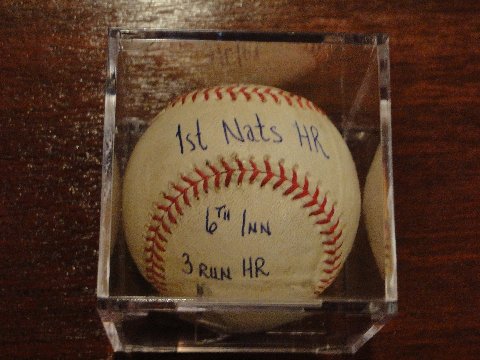 1st Nats HR
6TH INN
3 RUN HR